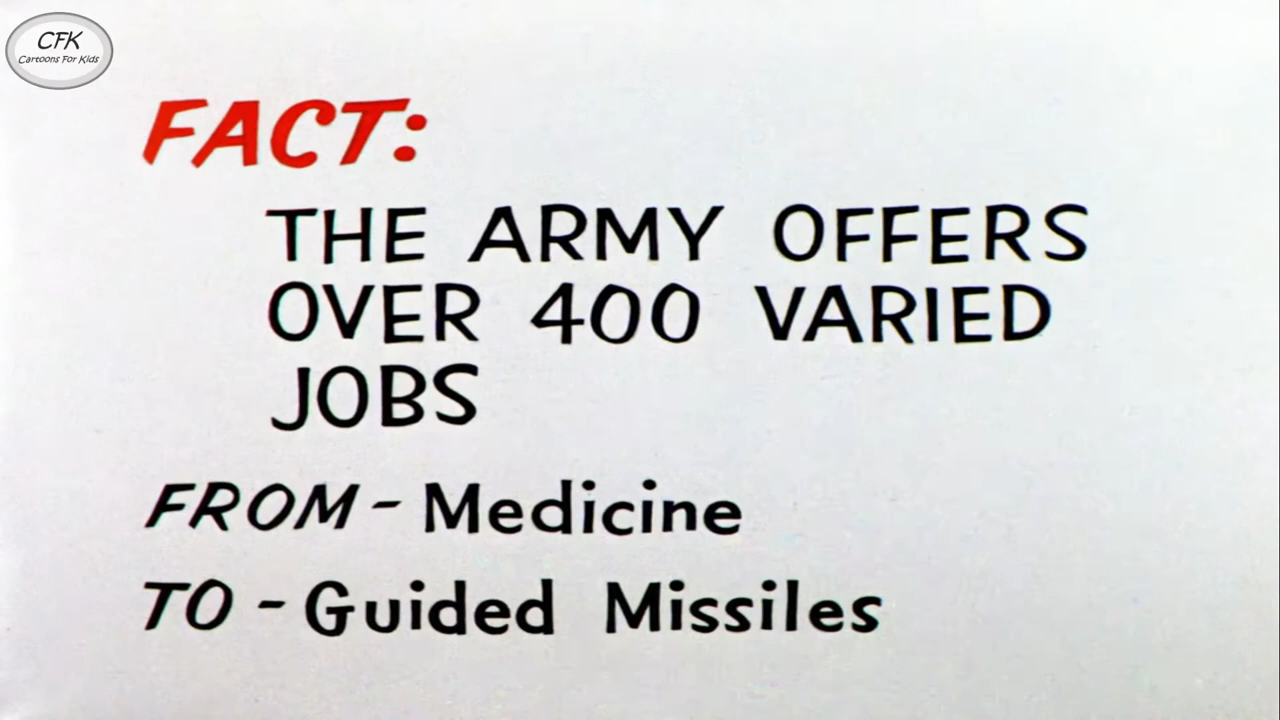 CFK
Cartoons For Kids
FACT:
THE ARMY OFFERS
OVER 400 VARIED
JOBS
FROM - Medicine
TO - Guided Missiles